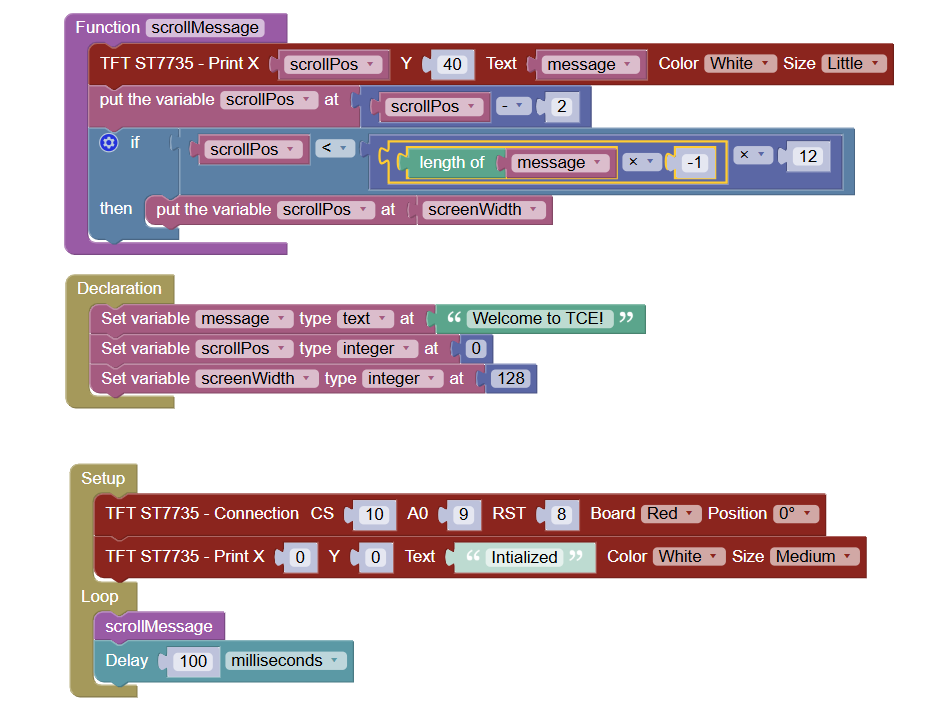 Function scrollMessage
TFT ST7735 - Print X scrollPos Y 40 Text message Color White Size Little
put the variable scrollPos at scrollPos - 2
if scrollPos < length of message × -1 × 12
then put the variable scrollPos at screenWidth
Declaration
Set variable message type text at “ Welcome to TCE! ”
Set variable scrollPos type integer at 0
Set variable screenWidth type integer at 128
Setup
TFT ST7735 - Connection CS 10 A0 9 RST 8 Board Red Position 0°
TFT ST7735 - Print X 0 Y 0 Text “ Intialized ” Color White Size Medium
Loop
scrollMessage
Delay 100 milliseconds